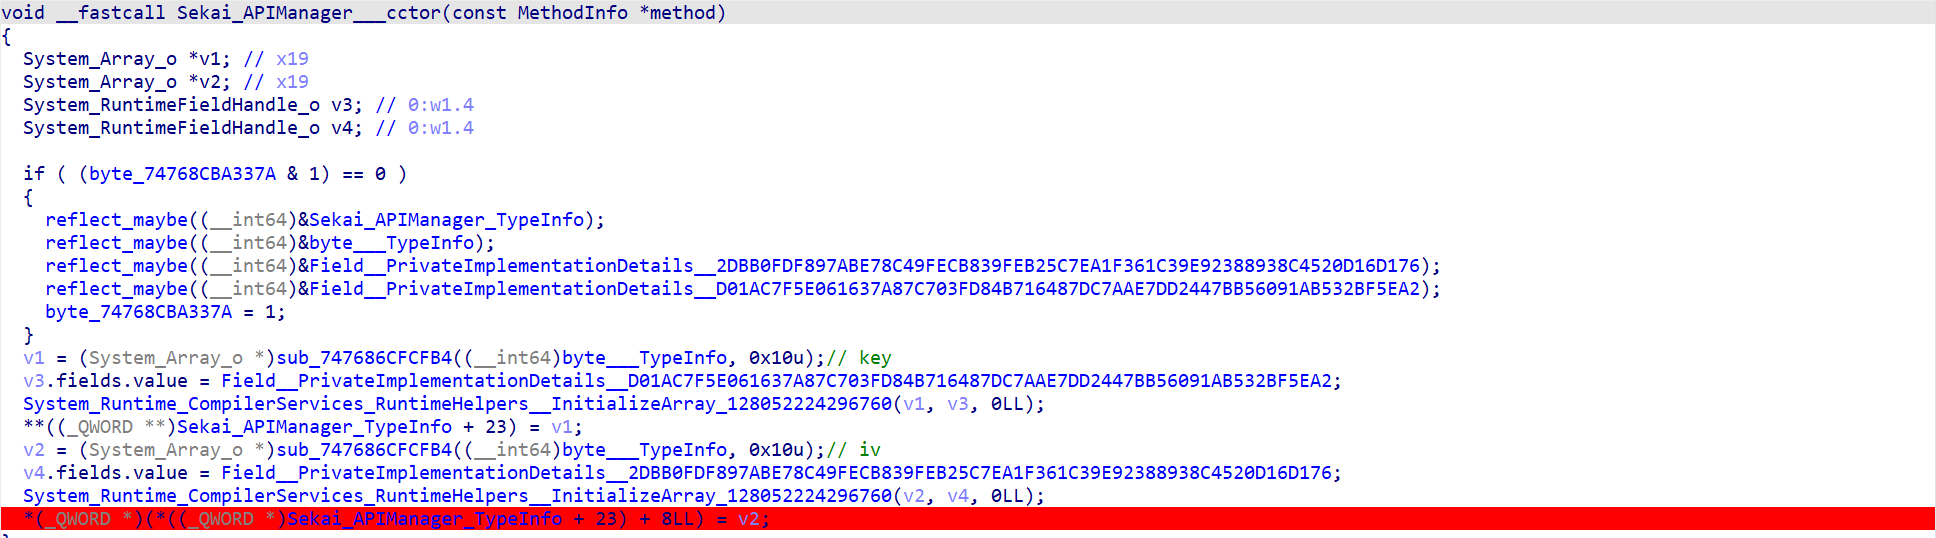 void __fastcall Sekai_APIManager___cctor(const MethodInfo *method)
{
  System_Array_o *v1; // x19
  System_Array_o *v2; // x19
  System_RuntimeFieldHandle_o v3; // 0:w1.4
  System_RuntimeFieldHandle_o v4; // 0:w1.4

  if ( (byte_74768CBA337A & 1) == 0 )
  {
    reflect_maybe((__int64)&Sekai_APIManager_TypeInfo);
    reflect_maybe((__int64)&byte___TypeInfo);
    reflect_maybe((__int64)&Field__PrivateImplementationDetails__2DBB0FDF897ABE78C49FECB839FEB25C7EA1F361C39E92388938C4520D16D176);
    reflect_maybe((__int64)&Field__PrivateImplementationDetails__D01AC7F5E061637A87C703FD84B716487DC7AAE7DD2447BB56091AB532BF5EA2);
    byte_74768CBA337A = 1;
  }
  v1 = (System_Array_o *)sub_747686CFCFB4((__int64)byte___TypeInfo, 0x10u);// key
  v3.fields.value = Field__PrivateImplementationDetails__D01AC7F5E061637A87C703FD84B716487DC7AAE7DD2447BB56091AB532BF5EA2;
  System_Runtime_CompilerServices_RuntimeHelpers__InitializeArray_128052224296760(v1, v3, 0LL);
  **((_QWORD **)Sekai_APIManager_TypeInfo + 23) = v1;
  v2 = (System_Array_o *)sub_747686CFCFB4((__int64)byte___TypeInfo, 0x10u);// iv
  v4.fields.value = Field__PrivateImplementationDetails__2DBB0FDF897ABE78C49FECB839FEB25C7EA1F361C39E92388938C4520D16D176;
  System_Runtime_CompilerServices_RuntimeHelpers__InitializeArray_128052224296760(v2, v4, 0LL);
  *(_QWORD *)(*((_QWORD *)Sekai_APIManager_TypeInfo + 23) + 8LL) = v2;